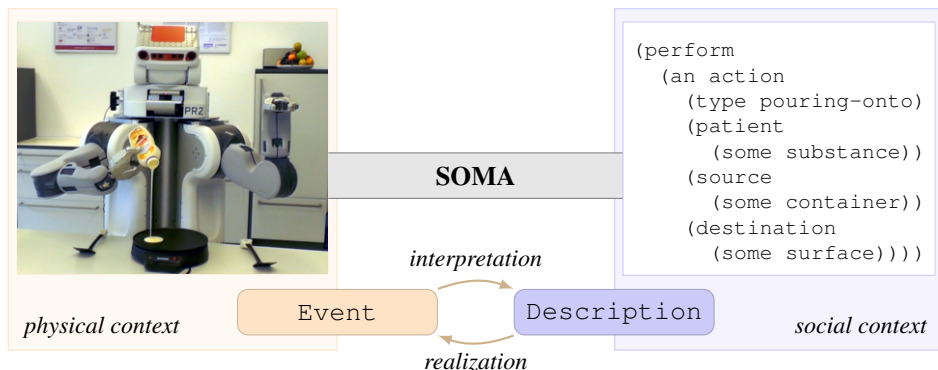 PR2
SOMA
(perform
(an action
(type pouring-onto)
(patient
(some substance))
(source
(some container))
(destination
(some surface))))
interpretation
Event
Description
physical context
social context
realization